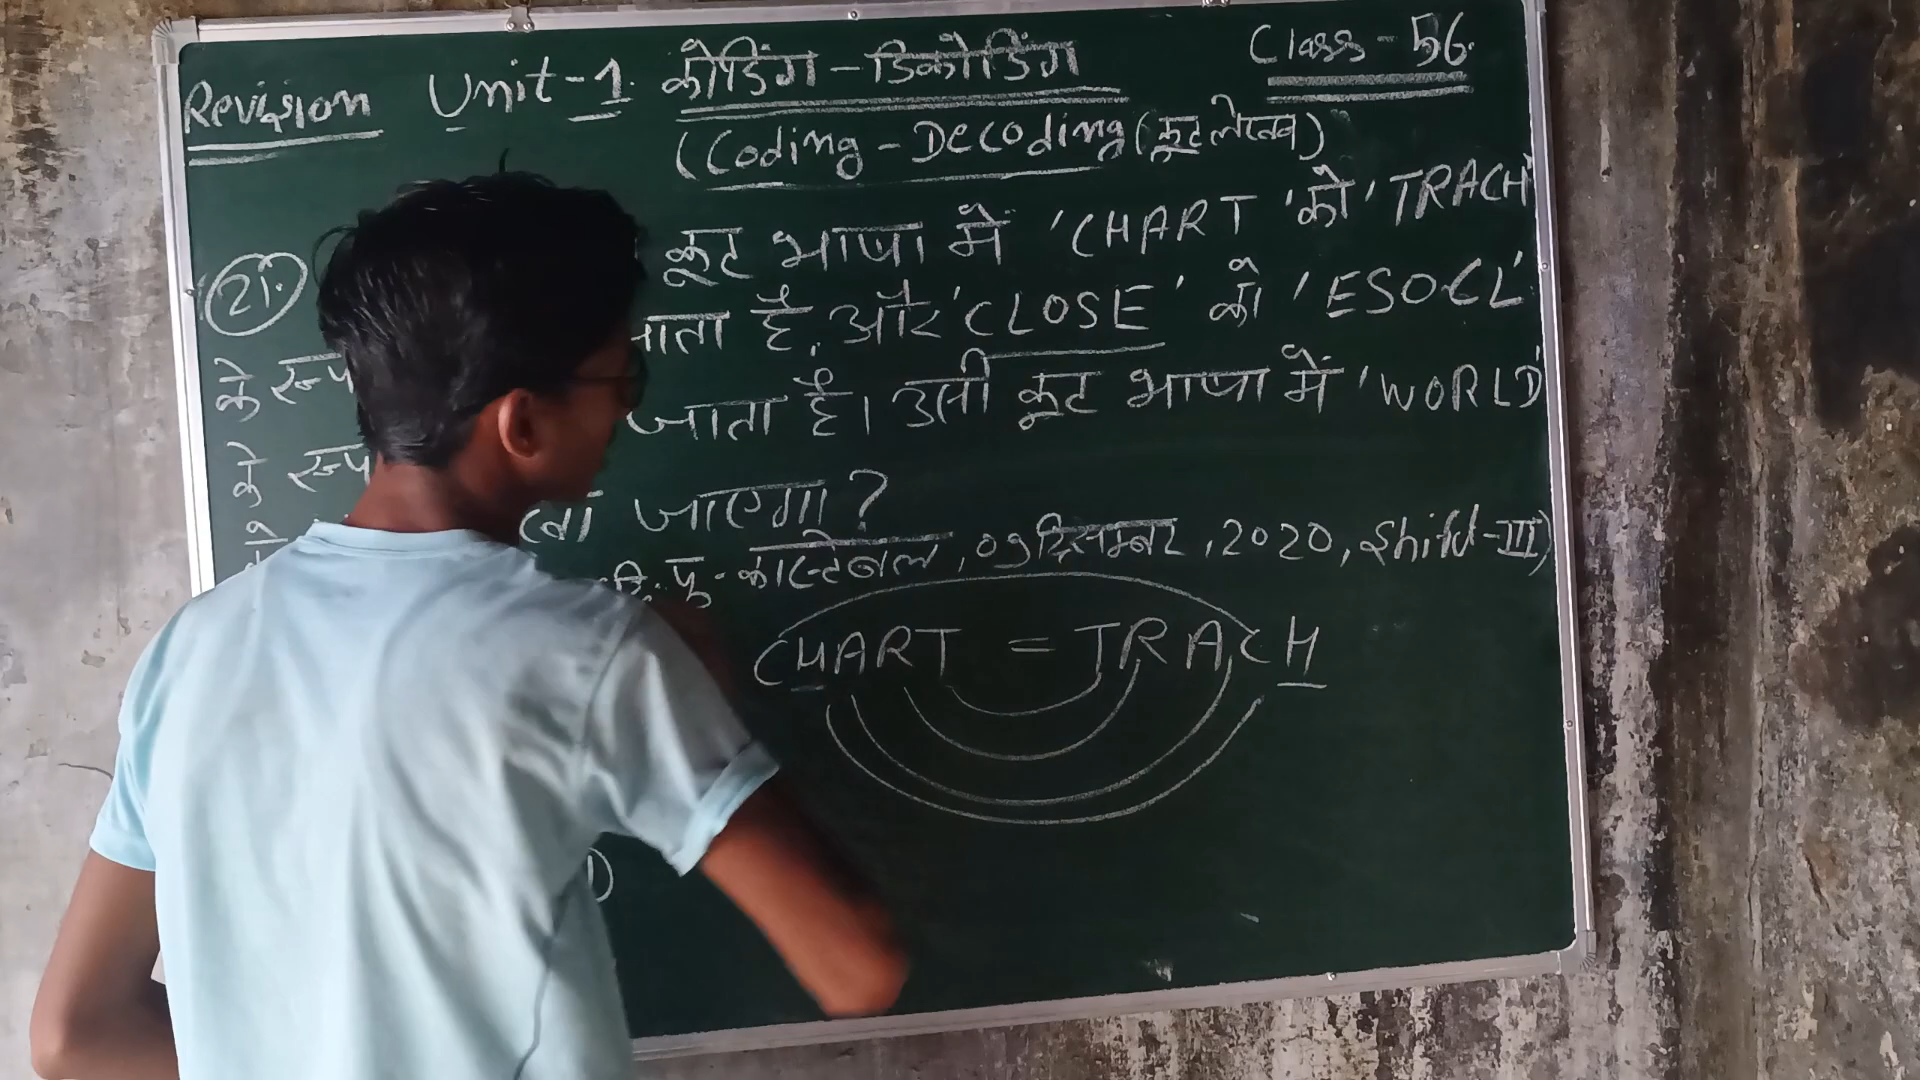 Revision Unit-1. कोडिंग-डिकोडिंग Class-56.
(Coding-Decoding (कूटलेखन)
21. कूट भाषा में 'CHART' को 'TRACH'
के रूप जाता है, और 'CLOSE' को 'ESOCL'
के रूप जाता है। उसी कूट भाषा में 'WORLD'
जाएगा?
पु-कांस्टेबल, 09 दिसम्बर, 2020, Shift-III)
CHART = TRACH